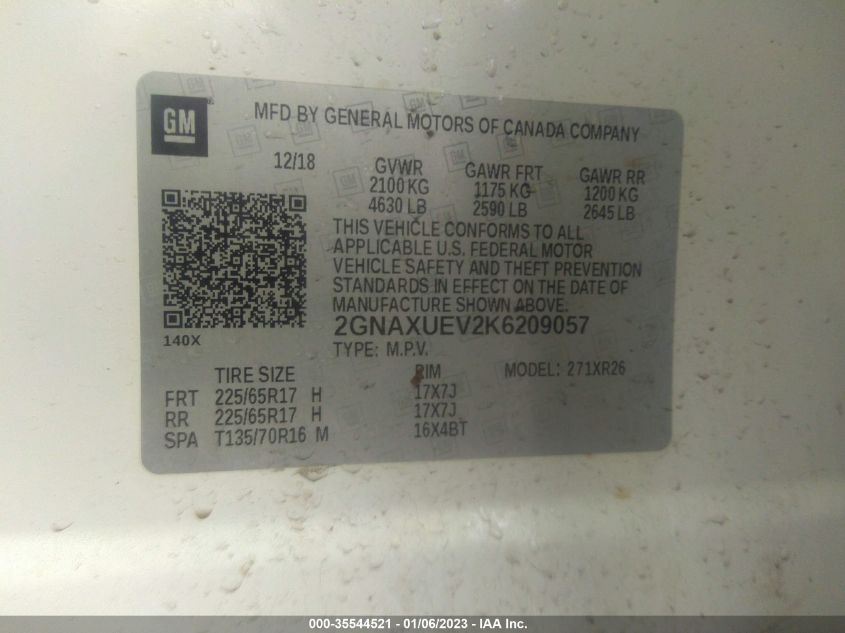 GM
MFD BY GENERAL MOTORS OF CANADA COMPANY
12/18 GVWR GAWR FRT GAWR RR
2100 KG 1175 KG 1200 KG
4630 LB 2590 LB 2645 LB
THIS VEHICLE CONFORMS TO ALL
APPLICABLE U.S. FEDERAL MOTOR
VEHICLE SAFETY AND THEFT PREVENTION
STANDARDS IN EFFECT ON THE DATE OF
MANUFACTURE SHOWN ABOVE.
2GNAXUEV2K6209057
140X
TYPE: M.P.V.
TIRE SIZE RIM MODEL: 271XR26
FRT 225/65R17 H 17X7J
RR 225/65R17 H 17X7J
SPA T135/70R16 M 16X4BT
000-35544521 - 01/06/2023 - IAA Inc.